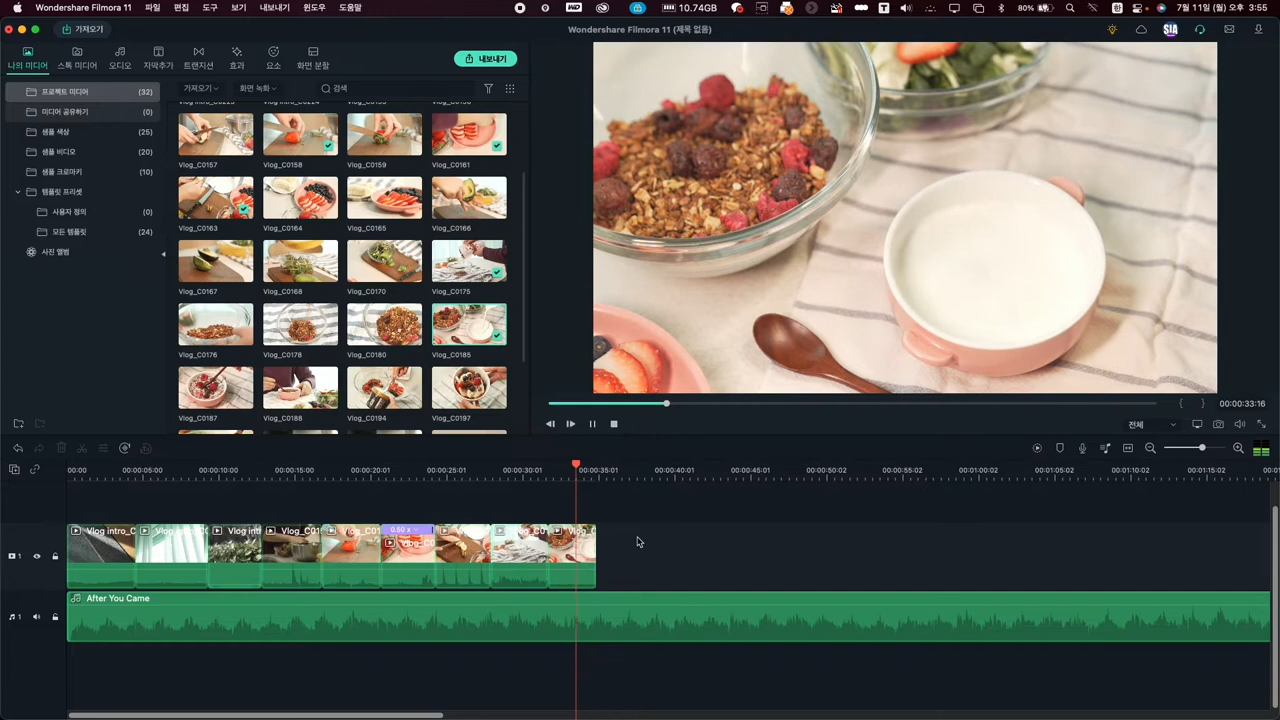 Wondershare Filmora 11 파일 편집 도구 보기 내보내기 윈도우 도움말
10.74GB 80% 한 7월 11일(월) 오후 3:55
가져오기
Wondershare Filmora 11 (제목 없음)
SIA
나의 미디어 스톡 미디어 오디오 자막추가 트랜지션 효과 요소 화면 분할
내보내기
프로젝트 미디어 (32)
미디어 공유하기 (0)
샘플 색상 (25)
샘플 비디오 (20)
샘플 크로마키 (10)
템플릿 프리셋
사용자 정의 (0)
모든 템플릿 (24)
사진 앨범
가져오기 화면 녹화 검색
Vlog_C0157 Vlog_C0158 Vlog_C0159 Vlog_C0161
Vlog_C0163 Vlog_C0164 Vlog_C0165 Vlog_C0166
Vlog_C0167 Vlog_C0168 Vlog_C0170 Vlog_C0175
Vlog_C0176 Vlog_C0178 Vlog_C0180 Vlog_C0185
Vlog_C0187 Vlog_C0188 Vlog_C0194 Vlog_C0197
00:00:33:16
전체
00:00 00:00:05:00 00:00:10:00 00:00:15:00 00:00:20:01 00:00:25:01 00:00:30:01 00:00:35:01 00:00:40:01 00:00:45:01 00:00:50:02 00:00:55:02 00:01:00:02 00:01:05:02 00:01:10:02 00:01:15:02
0.50 x
Vlog intro_C
1
1 After You Came